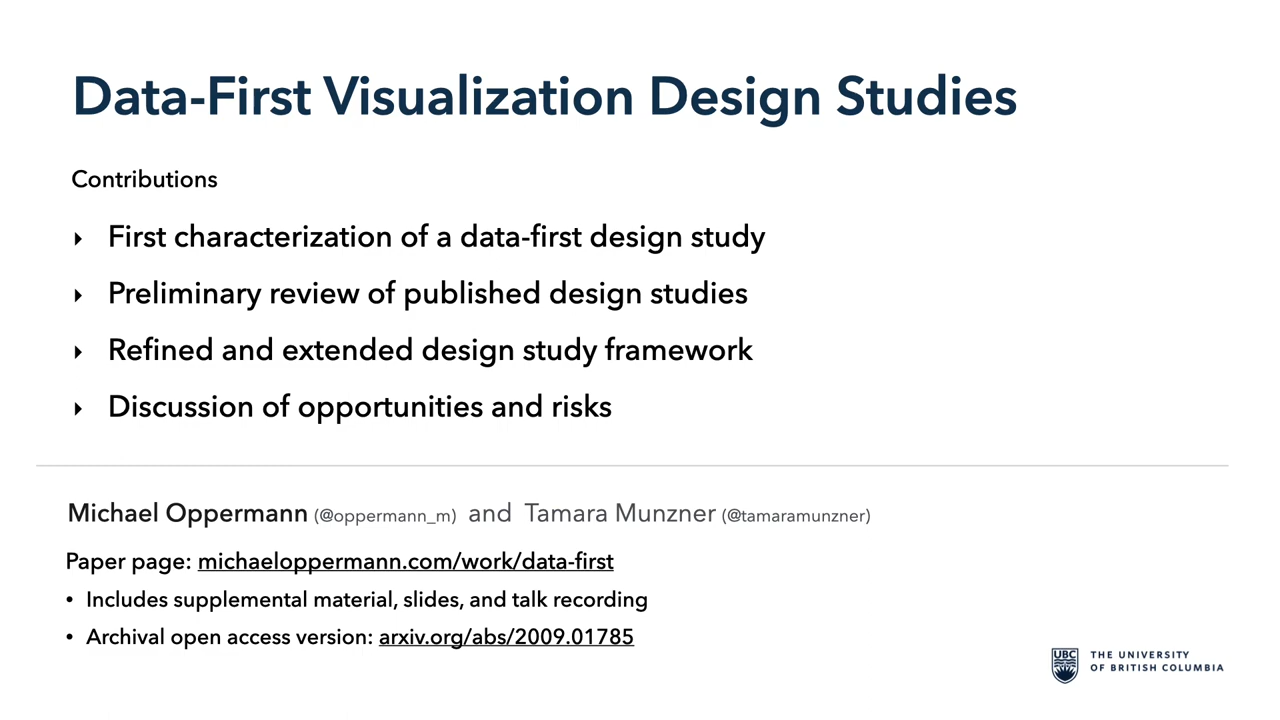 Data-First Visualization Design Studies
Contributions
‣ First characterization of a data-first design study
‣ Preliminary review of published design studies
‣ Refined and extended design study framework
‣ Discussion of opportunities and risks
Michael Oppermann (@oppermann_m) and Tamara Munzner (@tamaramunzner)
Paper page: michaeloppermann.com/work/data-first
• Includes supplemental material, slides, and talk recording
• Archival open access version: arxiv.org/abs/2009.01785
UBC
THE UNIVERSITY
OF BRITISH COLUMBIA